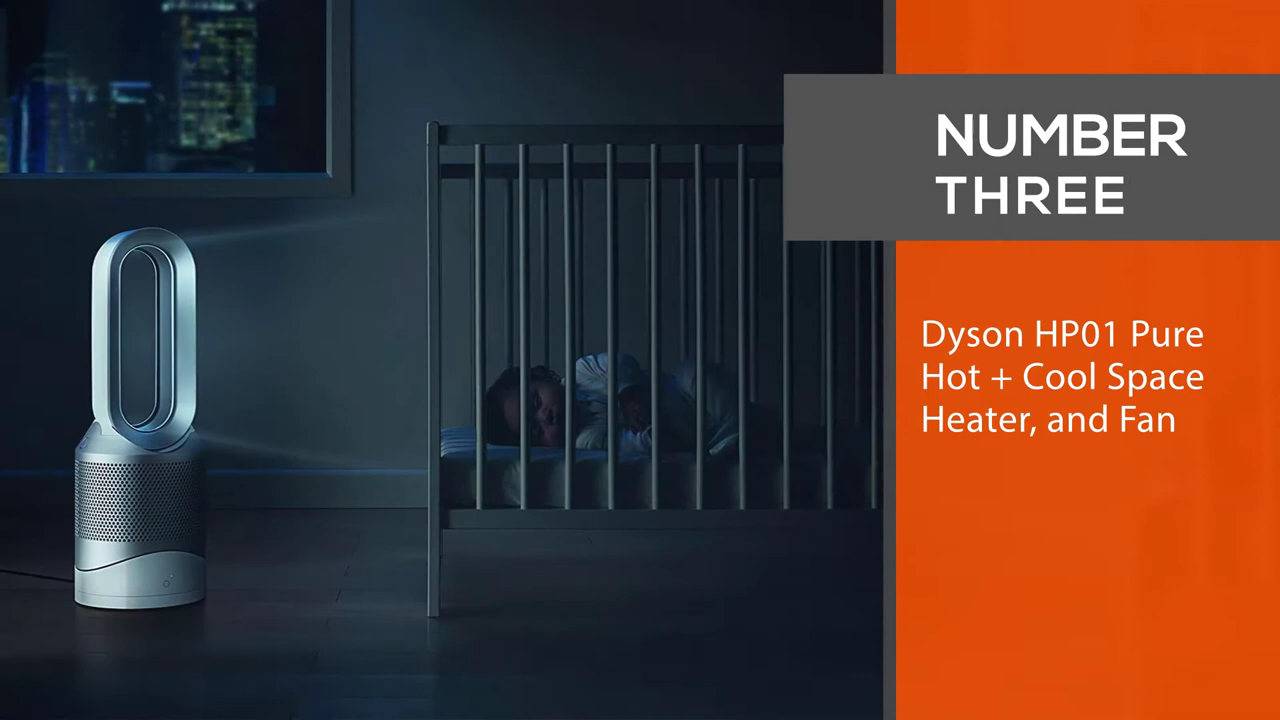 NUMBER
THREE
Dyson HP01 Pure
Hot + Cool Space
Heater, and Fan